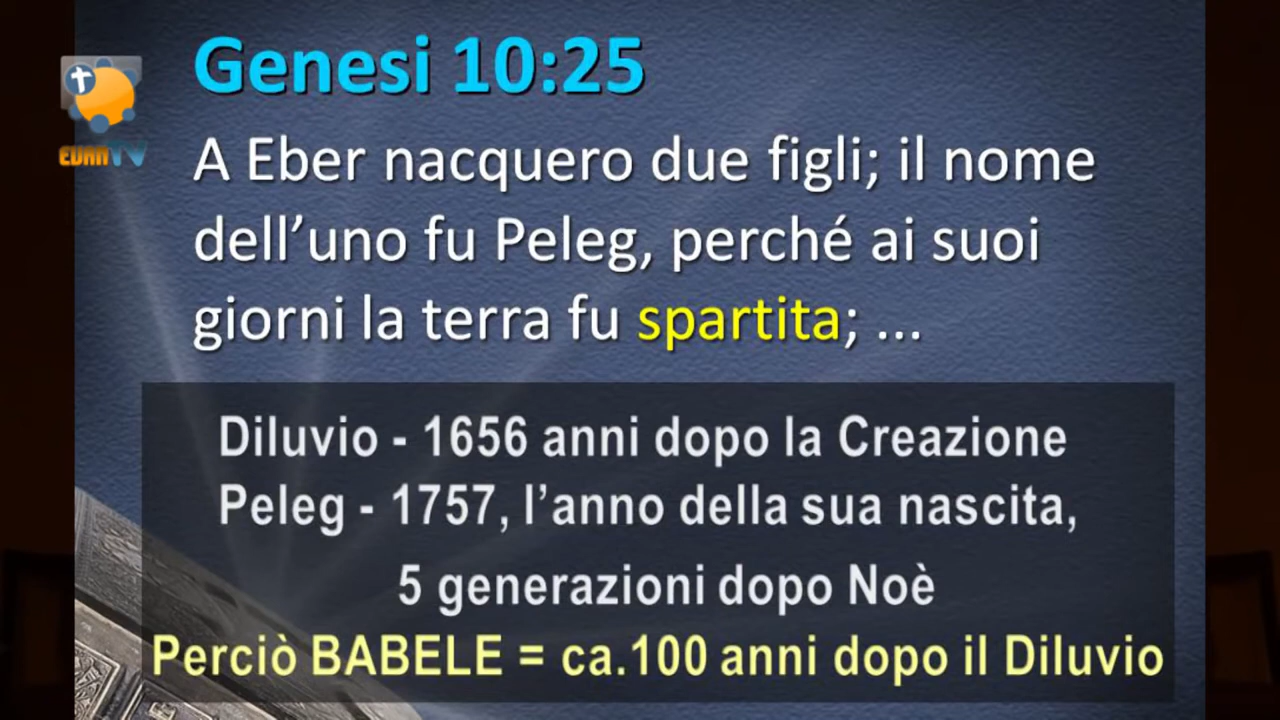 Genesi 10:25
EVAN TV
A Eber nacquero due figli; il nome
dell’uno fu Peleg, perché ai suoi
giorni la terra fu spartita; ...
Diluvio - 1656 anni dopo la Creazione
Peleg - 1757, l’anno della sua nascita,
5 generazioni dopo Noè
Perciò BABELE = ca.100 anni dopo il Diluvio